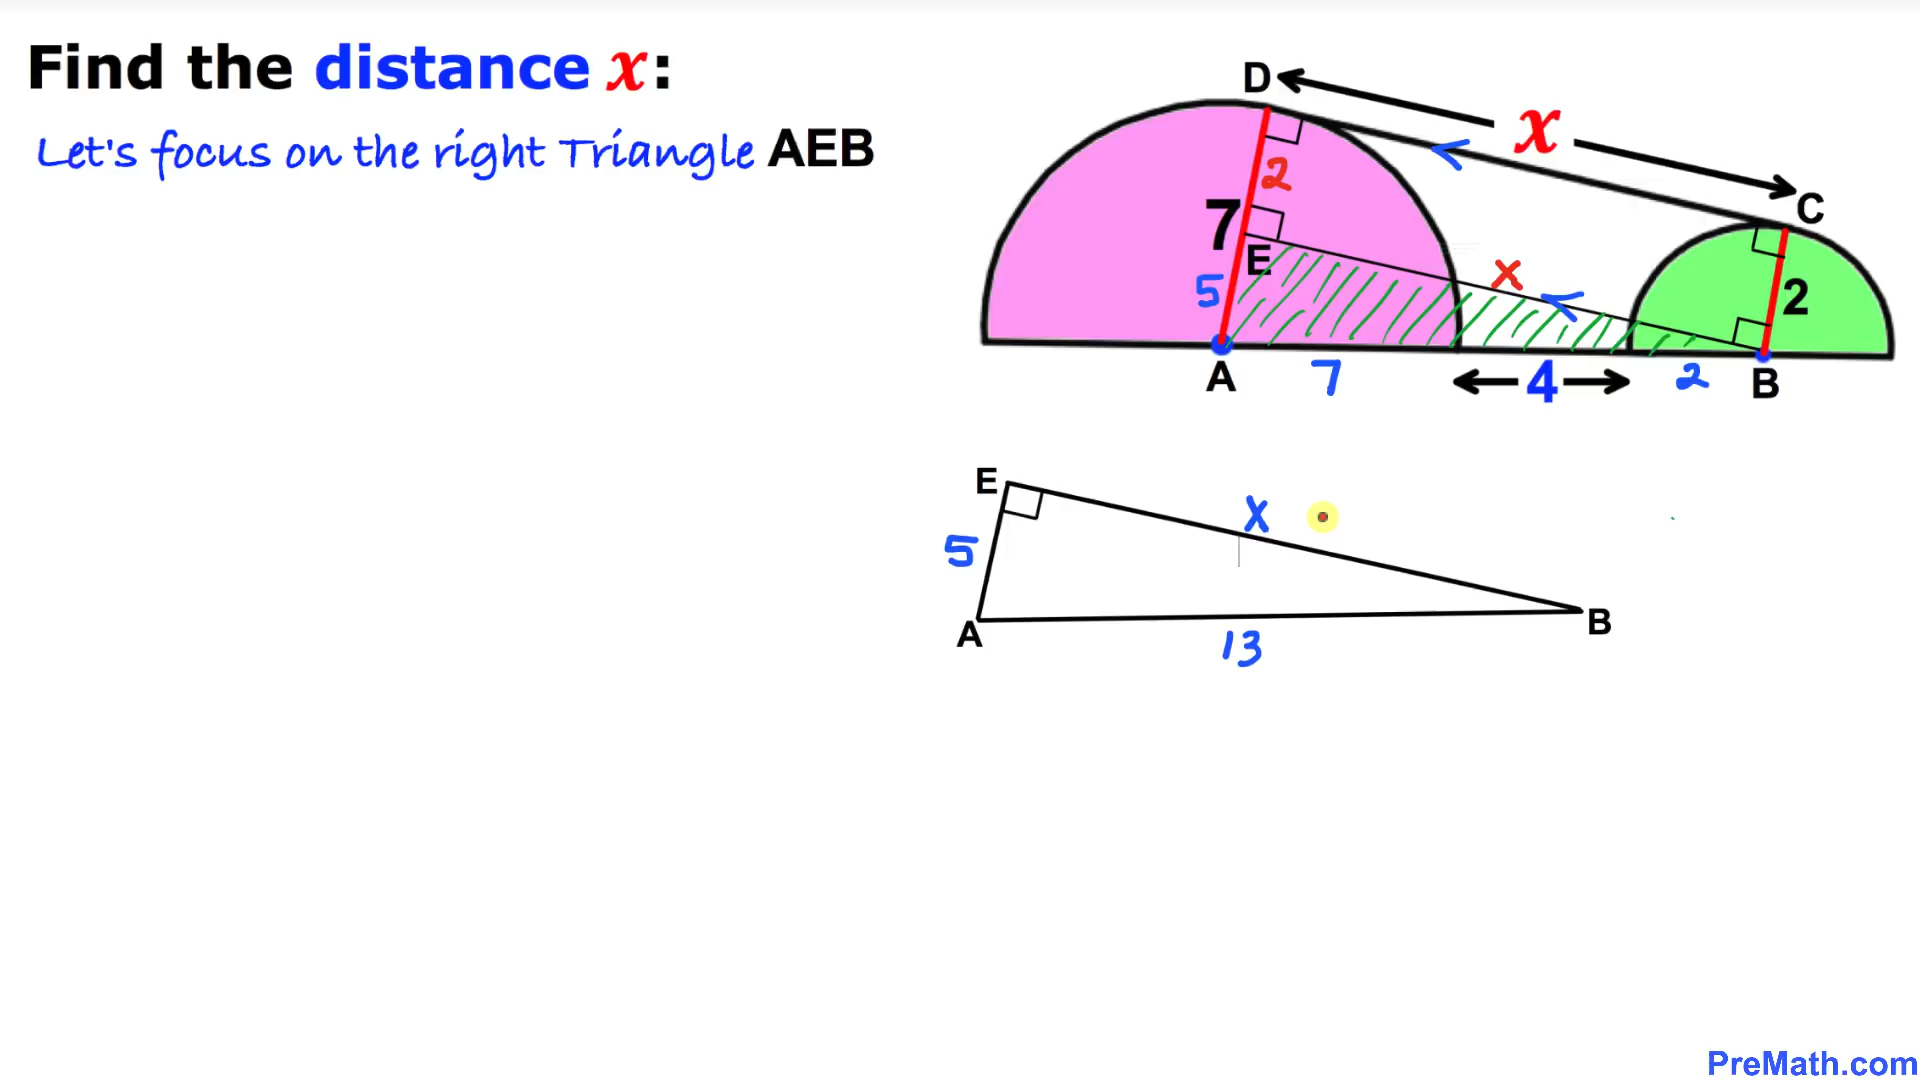 Find the distance x:
Let's focus on the right Triangle AEB
D
x
C
2
7
E
5
x
2
A
7
4
2
B
E
x
5
A
13
B
PreMath.com